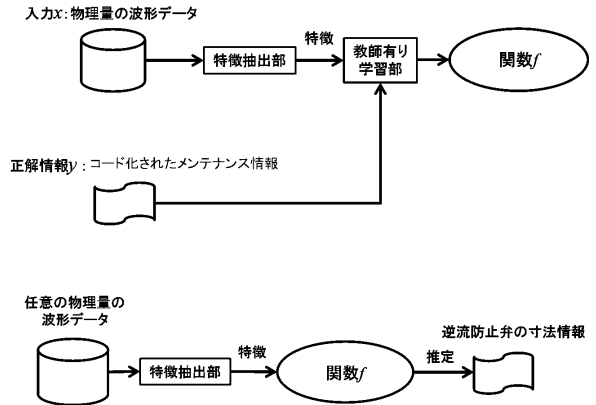 入力x:物理量の波形データ
特徴抽出部
特徴
教師有り
学習部
関数f
正解情報y:コード化されたメンテナンス情報
任意の物理量の
波形データ
特徴抽出部
特徴
関数f
推定
逆流防止弁の寸法情報